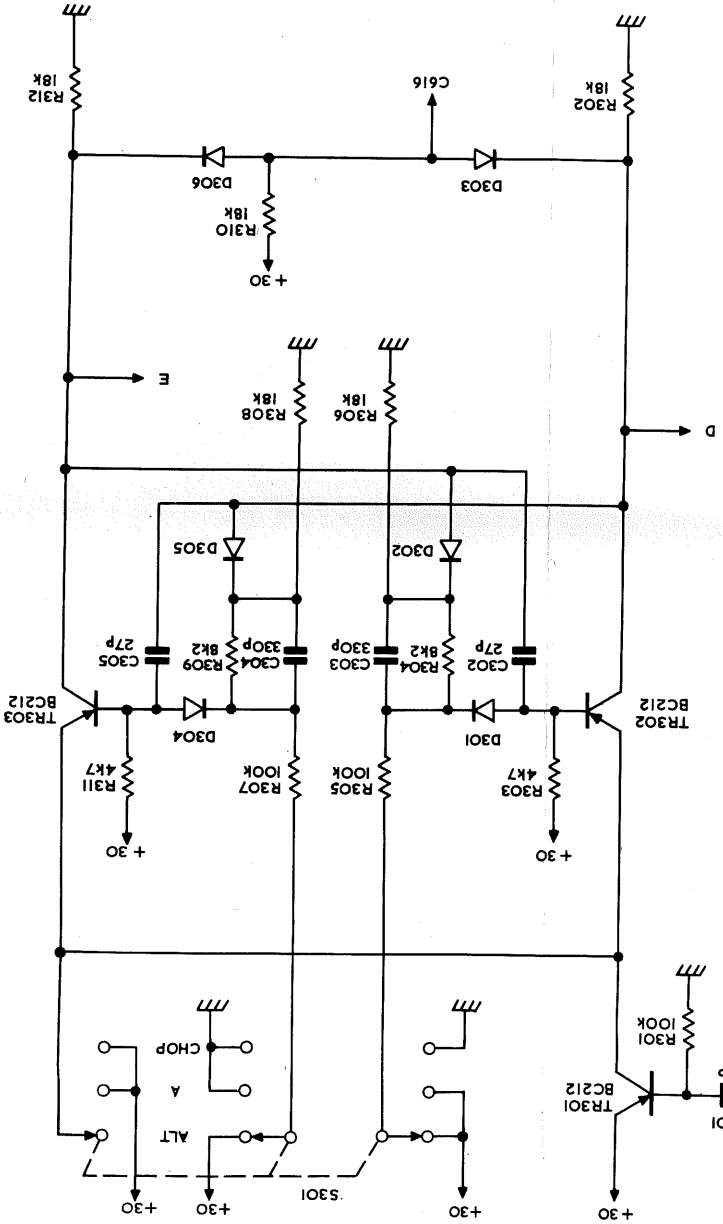 +30
+30
+30
+30
S301
ALT
A
CHOP
01
TR301
BC212
R301
100k
+30
+30
R303
4k7
R305
100k
R307
100k
R311
4k7
TR302
BC212
D301
D304
TR303
BC212
C302
27p
R304
8k2
C303
330p
C304
330p
R309
8k2
C305
27p
D302
D305
D
R306
18k
R308
18k
E
+30
R310
18k
D303
D306
R302
18k
C616
R312
18k